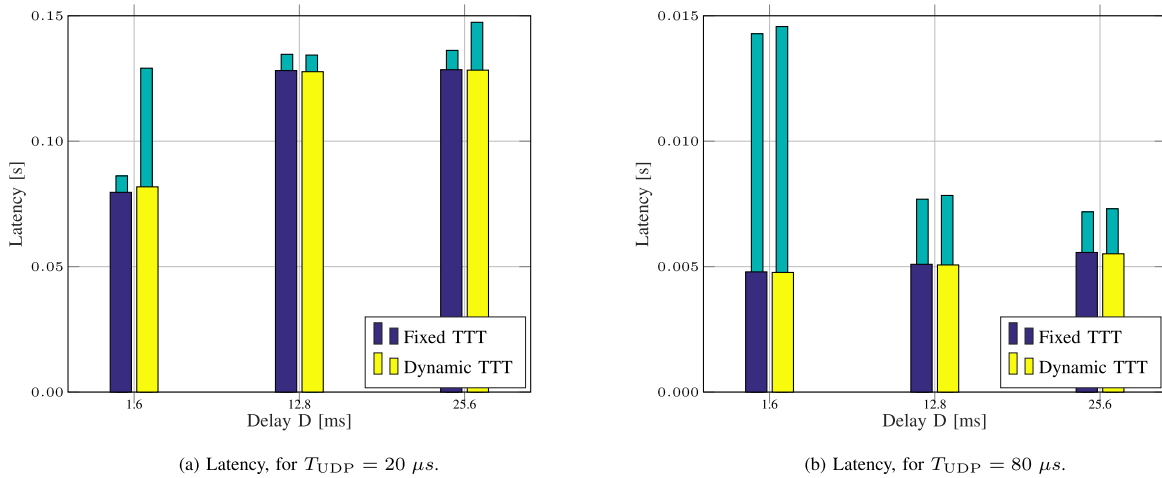 0.15
0.10
0.05
0.00
Latency [s]
1.6
12.8
25.6
Delay D [ms]
Fixed TTT
Dynamic TTT
(a) Latency, for T_UDP = 20 μs.
0.015
0.010
0.005
0.000
Latency [s]
1.6
12.8
25.6
Delay D [ms]
Fixed TTT
Dynamic TTT
(b) Latency, for T_UDP = 80 μs.